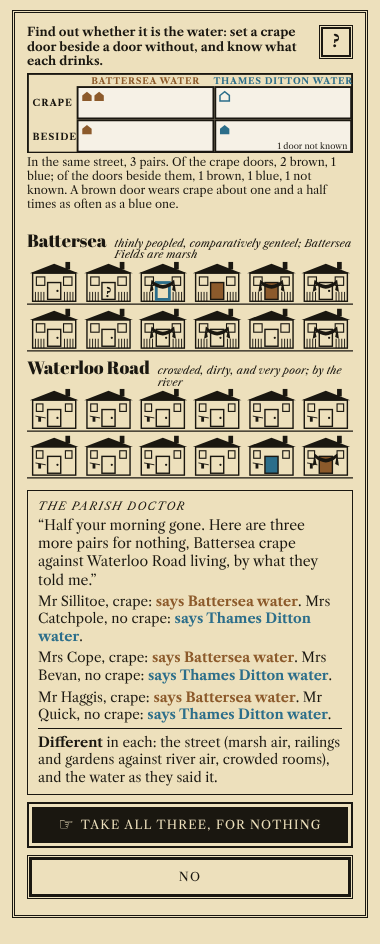 Find out whether it is the water: set a crape
door beside a door without, and know what
each drinks.
?
BATTERSEA WATER THAMES DITTON WATER
CRAPE
BESIDE
1 door not known
In the same street, 3 pairs. Of the crape doors, 2 brown, 1
blue; of the doors beside them, 1 brown, 1 blue, 1 not
known. A brown door wears crape about one and a half
times as often as a blue one.
Battersea thinly peopled, comparatively genteel; Battersea
Fields are marsh
?
Waterloo Road crowded, dirty, and very poor; by the
river
THE PARISH DOCTOR
“Half your morning gone. Here are three
more pairs for nothing, Battersea crape
against Waterloo Road living, by what they
told me.”
Mr Sillitoe, crape: says Battersea water. Mrs
Catchpole, no crape: says Thames Ditton
water.
Mrs Cope, crape: says Battersea water. Mrs
Bevan, no crape: says Thames Ditton water.
Mr Haggis, crape: says Battersea water. Mr
Quick, no crape: says Thames Ditton water.
Different in each: the street (marsh air, railings
and gardens against river air, crowded rooms),
and the water as they said it.
☞ TAKE ALL THREE, FOR NOTHING
NO